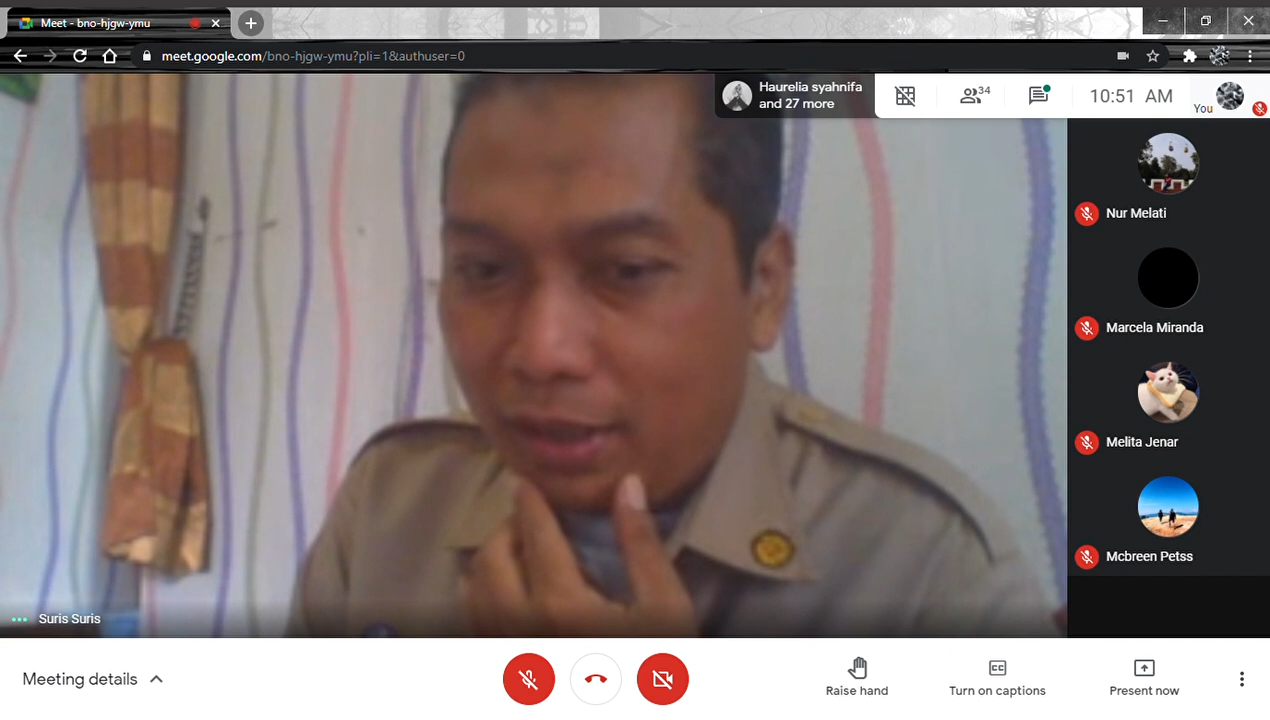 Meet - bno-hjgw-ymu
meet.google.com/bno-hjgw-ymu?pli=1&authuser=0
Haurelia syahnifa
and 27 more
34
10:51 AM
You
Nur Melati
Marcela Miranda
Melita Jenar
Mcbreen Petss
Suris Suris
Meeting details
Raise hand
CC
Turn on captions
Present now